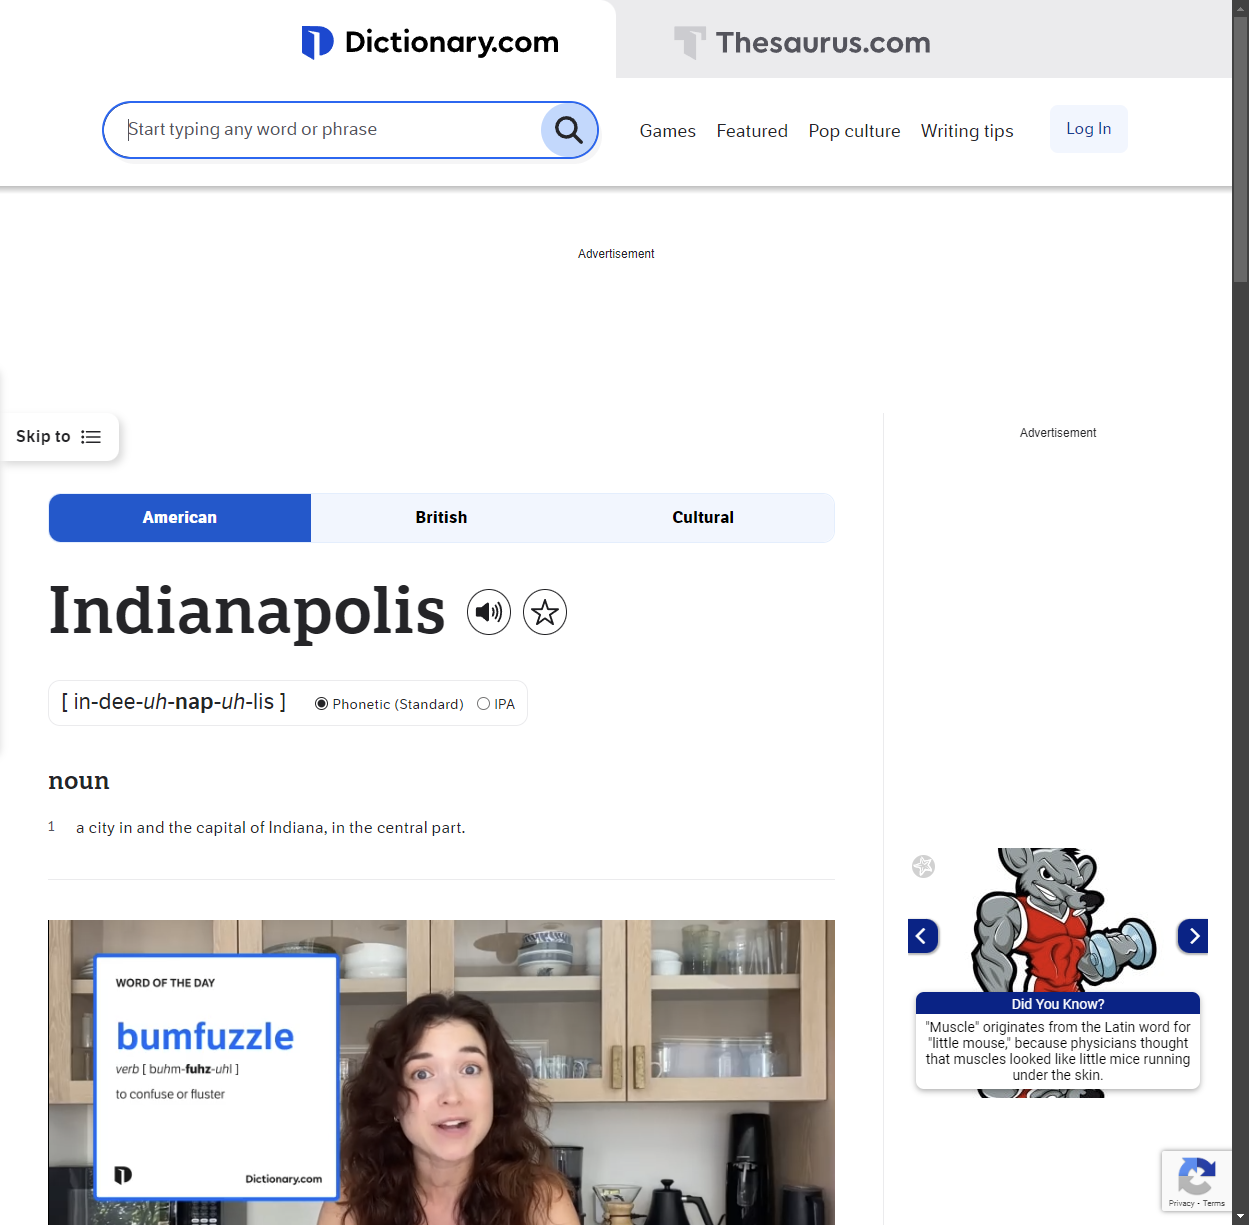 Dictionary.com
Thesaurus.com
Start typing any word or phrase
Games
Featured
Pop culture
Writing tips
Log In
Advertisement
Skip to
Advertisement
American
British
Cultural
Indianapolis
[ in-dee-uh-nap-uh-lis ]
Phonetic (Standard)
IPA
noun
1 a city in and the capital of Indiana, in the central part.
WORD OF THE DAY
bumfuzzle
verb [ buhm-fuhz-uhl ]
to confuse or fluster
Dictionary.com
Did You Know?
"Muscle" originates from the Latin word for
"little mouse," because physicians thought
that muscles looked like little mice running
under the skin.
Privacy - Terms